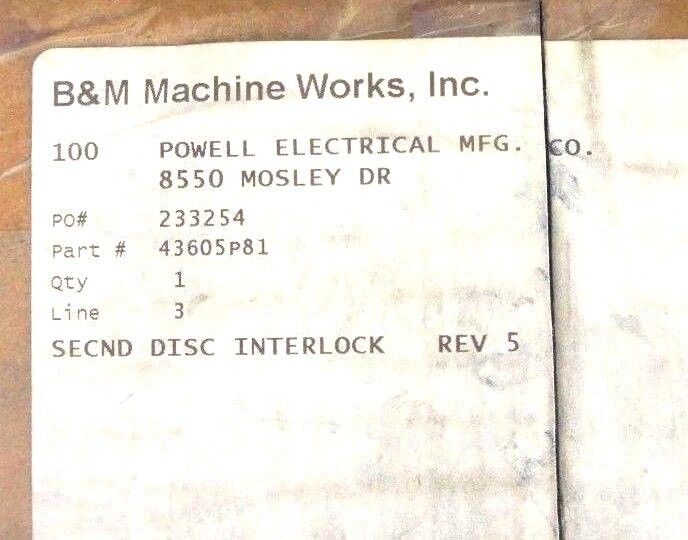 B&M Machine Works, Inc.
100 POWELL ELECTRICAL MFG. CO.
8550 MOSLEY DR
PO# 233254
Part # 43605P81
Qty 1
Line 3
SECND DISC INTERLOCK REV 5